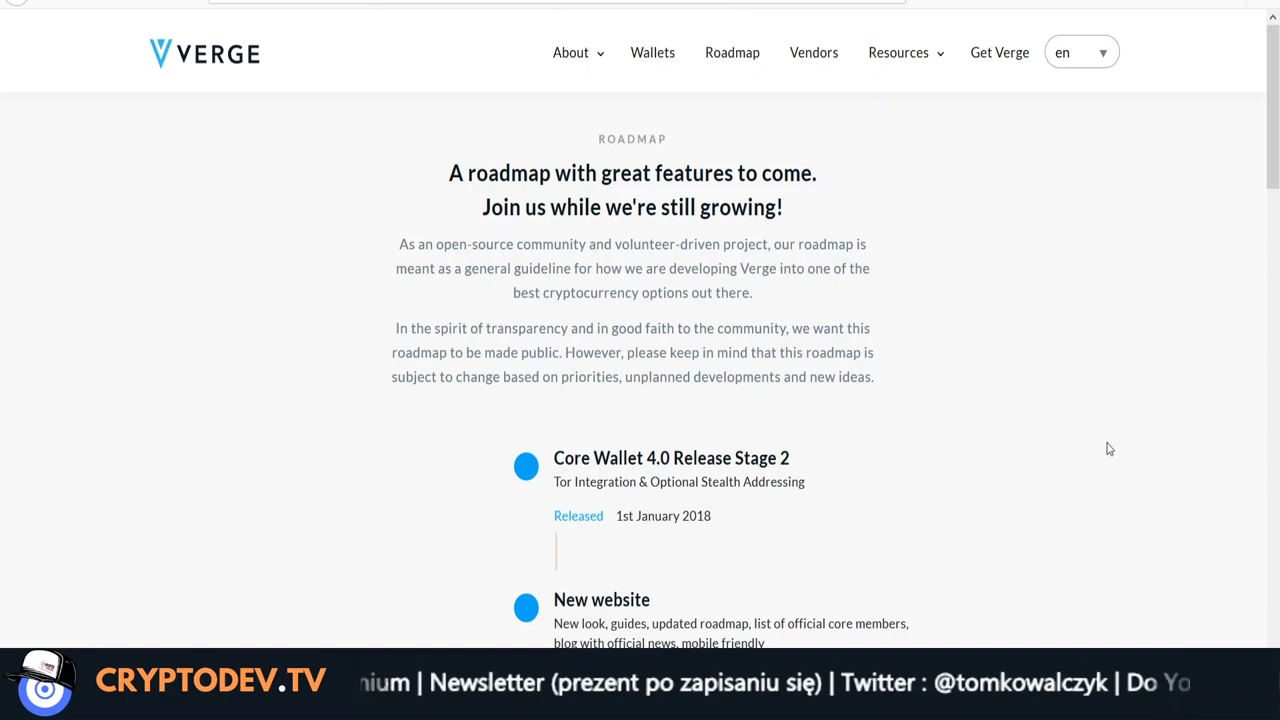 VERGE
About
Wallets
Roadmap
Vendors
Resources
Get Verge
en
ROADMAP
A roadmap with great features to come.
Join us while we're still growing!
As an open-source community and volunteer-driven project, our roadmap is
meant as a general guideline for how we are developing Verge into one of the
best cryptocurrency options out there.
In the spirit of transparency and in good faith to the community, we want this
roadmap to be made public. However, please keep in mind that this roadmap is
subject to change based on priorities, unplanned developments and new ideas.
Core Wallet 4.0 Release Stage 2
Tor Integration & Optional Stealth Addressing
Released 1st January 2018
New website
New look, guides, updated roadmap, list of official core members,
blog with official news, mobile friendly
CRYPTODEV.TV
nium | Newsletter (prezent po zapisaniu się) | Twitter : @tomkowalczyk | Do Yo